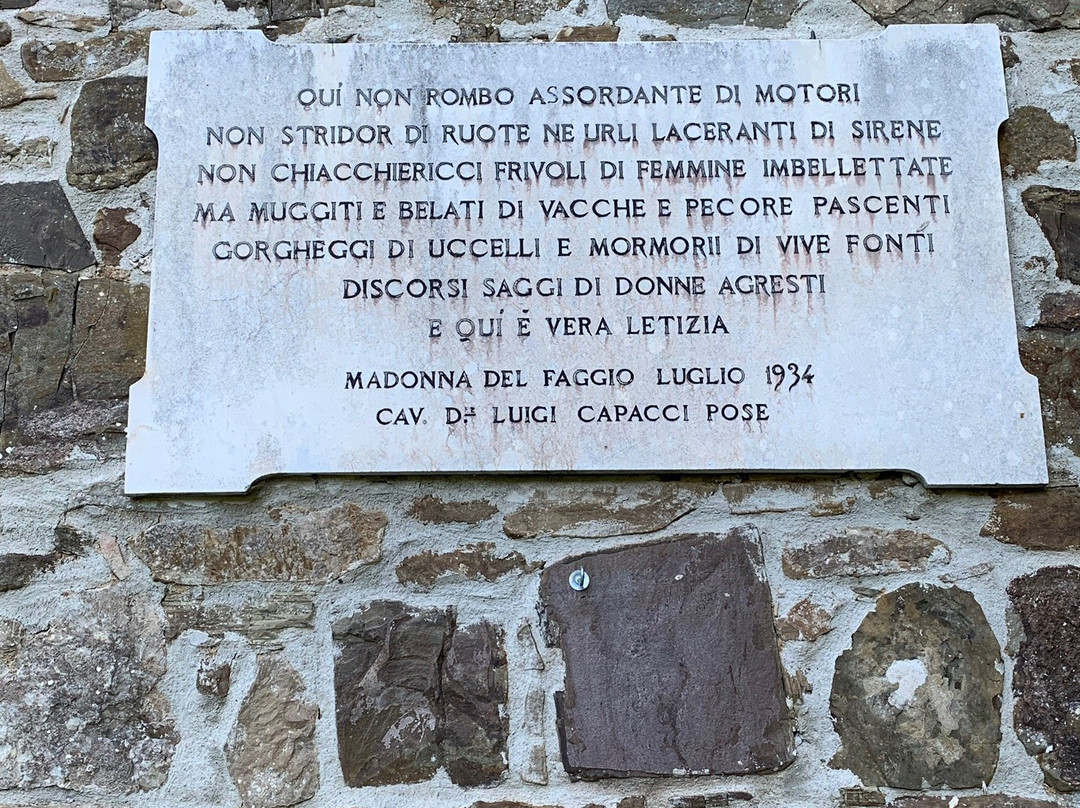 QUÍ NON ROMBO ASSORDANTE DI MOTORI
NON STRIDOR DI RUOTE NE URLI LACERANTI DI SIRENE
NON CHIACCHIERICCI FRIVOLI DI FEMMINE IMBELLETTATE
MA MUGGITI E BELATI DI VACCHE E PECORE PASCENTI
GORGHEGGI DI UCCELLI E MORMORII DI VIVE FONTI
DISCORSI SAGGI DI DONNE AGRESTI
E QUÍ È VERA LETIZIA
MADONNA DEL FAGGIO LUGLIO 1934
CAV. D.R LUIGI CAPACCI POSE